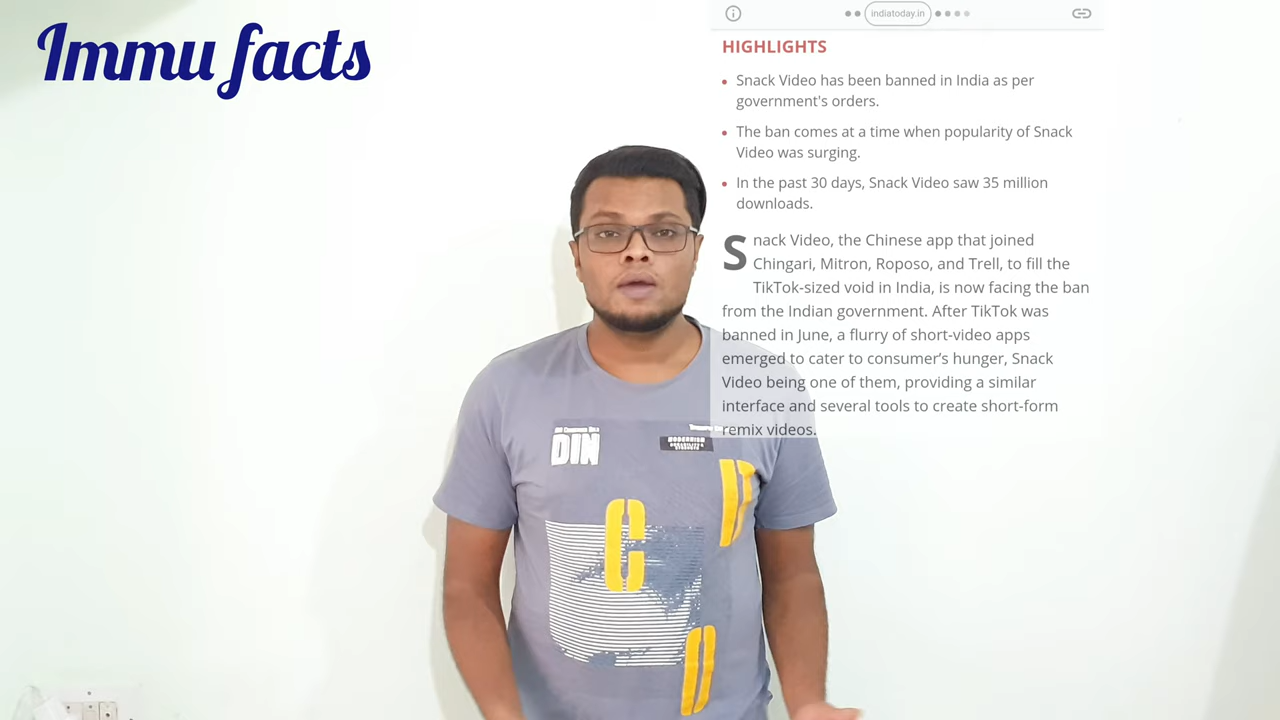 Immu facts
indiatoday.in
HIGHLIGHTS
Snack Video has been banned in India as per
government's orders.
The ban comes at a time when popularity of Snack
Video was surging.
In the past 30 days, Snack Video saw 35 million
downloads.
Snack Video, the Chinese app that joined
Chingari, Mitron, Roposo, and Trell, to fill the
TikTok-sized void in India, is now facing the ban
from the Indian government. After TikTok was
banned in June, a flurry of short-video apps
emerged to cater to consumer’s hunger, Snack
Video being one of them, providing a similar
interface and several tools to create short-form
remix videos.
DIN
MODERNISM
C